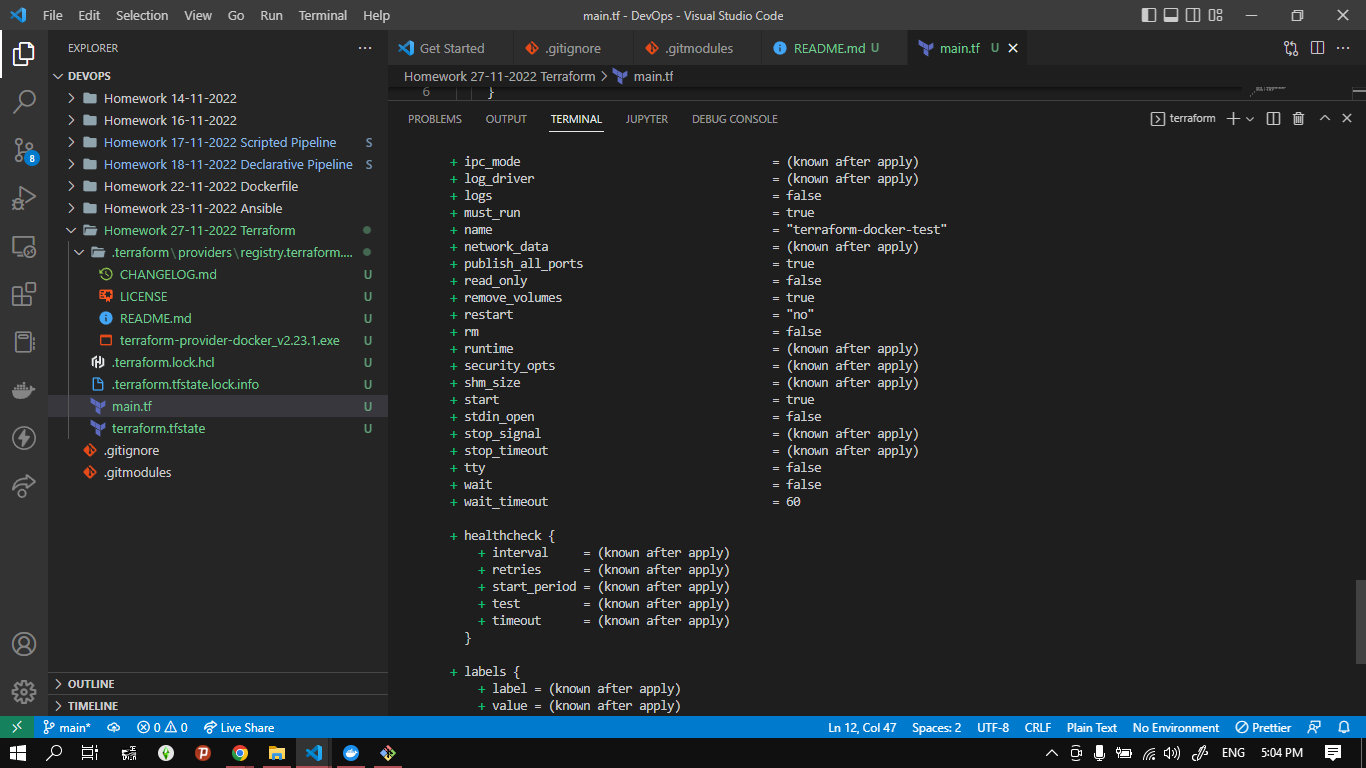 File Edit Selection View Go Run Terminal Help
main.tf - DevOps - Visual Studio Code
EXPLORER
DEVOPS
Homework 14-11-2022
Homework 16-11-2022
Homework 17-11-2022 Scripted Pipeline S
Homework 18-11-2022 Declarative Pipeline S
Homework 22-11-2022 Dockerfile
Homework 23-11-2022 Ansible
Homework 27-11-2022 Terraform
.terraform\providers\registry.terraform....
CHANGELOG.md U
LICENSE U
README.md U
terraform-provider-docker_v2.23.1.exe U
.terraform.lock.hcl U
.terraform.tfstate.lock.info U
main.tf U
terraform.tfstate U
.gitignore
.gitmodules
OUTLINE
TIMELINE
8
Get Started .gitignore .gitmodules README.md U main.tf U
Homework 27-11-2022 Terraform > main.tf
6 }
PROBLEMS OUTPUT TERMINAL JUPYTER DEBUG CONSOLE
terraform
+ ipc_mode = (known after apply)
+ log_driver = (known after apply)
+ logs = false
+ must_run = true
+ name = "terraform-docker-test"
+ network_data = (known after apply)
+ publish_all_ports = true
+ read_only = false
+ remove_volumes = true
+ restart = "no"
+ rm = false
+ runtime = (known after apply)
+ security_opts = (known after apply)
+ shm_size = (known after apply)
+ start = true
+ stdin_open = false
+ stop_signal = (known after apply)
+ stop_timeout = (known after apply)
+ tty = false
+ wait = false
+ wait_timeout = 60
+ healthcheck {
+ interval = (known after apply)
+ retries = (known after apply)
+ start_period = (known after apply)
+ test = (known after apply)
+ timeout = (known after apply)
}
+ labels {
+ label = (known after apply)
+ value = (known after apply)
main* 0 0 Live Share
Ln 12, Col 47 Spaces: 2 UTF-8 CRLF Plain Text No Environment Prettier
ENG 5:04 PM